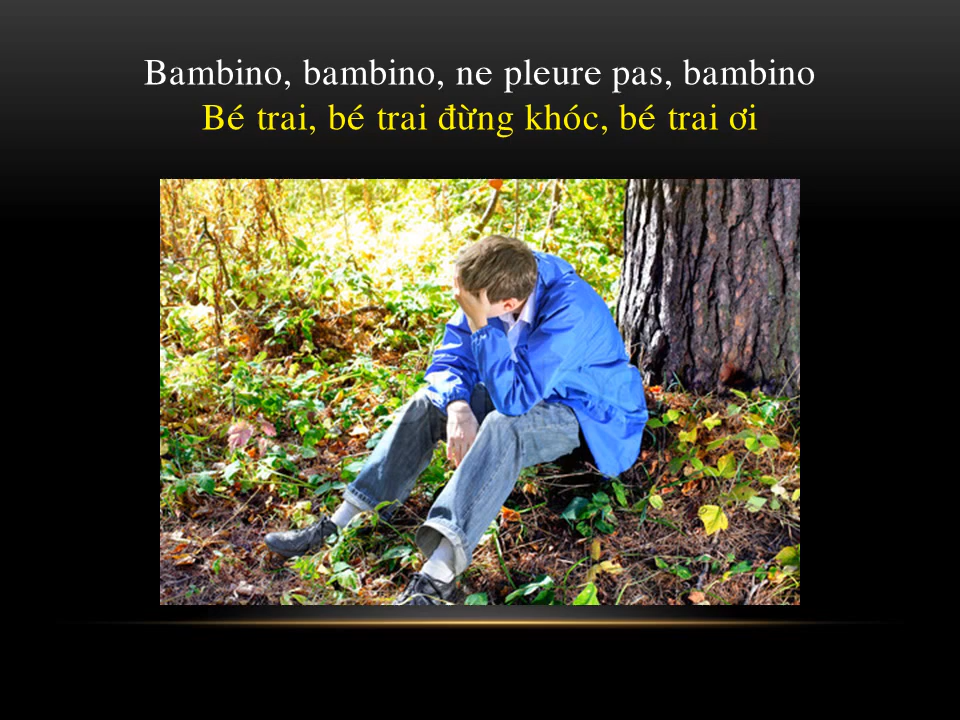 Bambino, bambino, ne pleure pas, bambino
Bé trai, bé trai đừng khóc, bé trai ơi